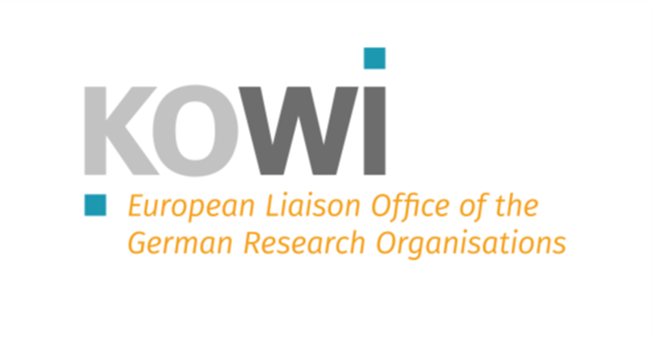 KOWi
European Liaison Office of the
German Research Organisations